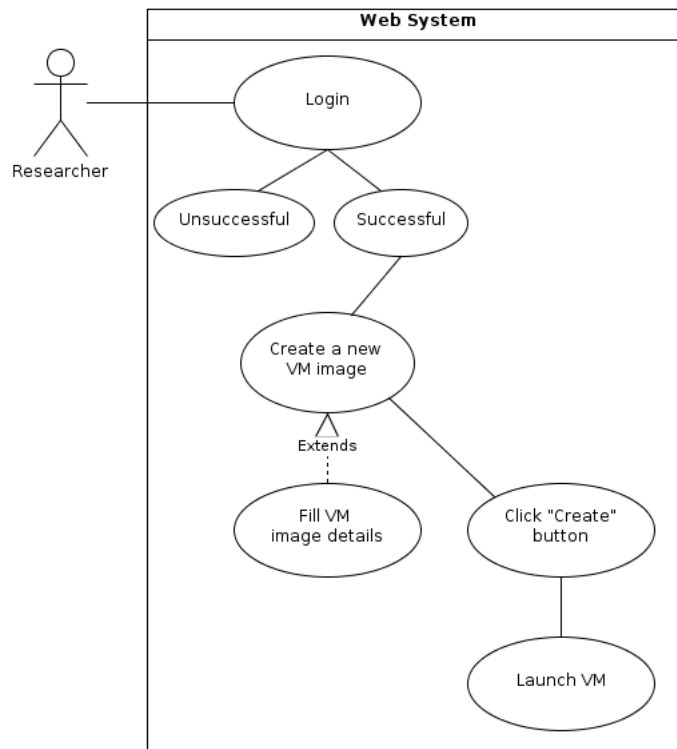 Web System
Login
Researcher
Unsuccessful
Successful
Create a new
VM image
Extends
Fill VM
image details
Click "Create"
button
Launch VM